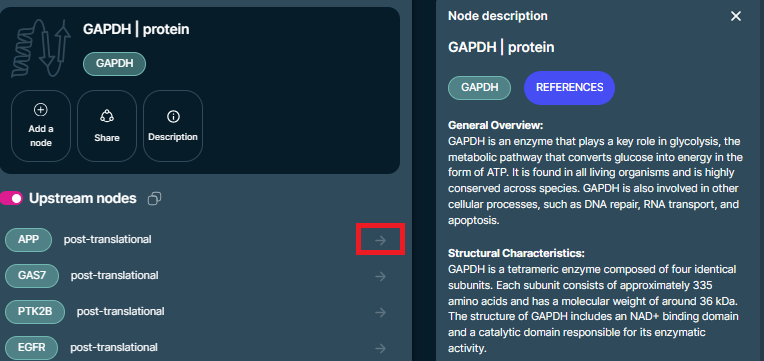 GAPDH | protein
GAPDH
Add a
node
Share
Description
Upstream nodes
APP post-translational
GAS7 post-translational
PTK2B post-translational
EGFR post-translational
Node description
GAPDH | protein
GAPDH REFERENCES
General Overview:
GAPDH is an enzyme that plays a key role in glycolysis, the
metabolic pathway that converts glucose into energy in the
form of ATP. It is found in all living organisms and is highly
conserved across species. GAPDH is also involved in other
cellular processes, such as DNA repair, RNA transport, and
apoptosis.
Structural Characteristics:
GAPDH is a tetrameric enzyme composed of four identical
subunits. Each subunit consists of approximately 335
amino acids and has a molecular weight of around 36 kDa.
The structure of GAPDH includes an NAD+ binding domain
and a catalytic domain responsible for its enzymatic
activity.